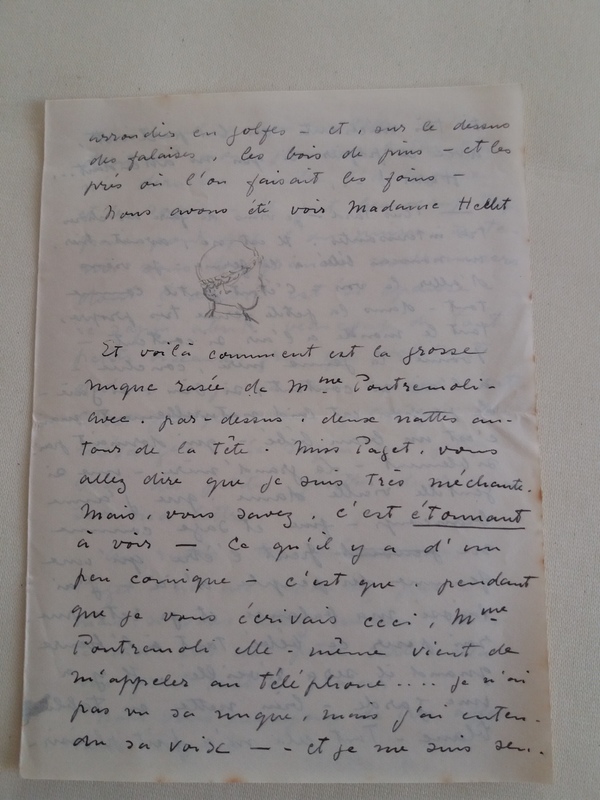 arrondis en golfes - et, sur le dessus
des falaises, les bois de pins - et les
prés où l'on faisait les foins -
Nous avons été voir Madame Hellit
Et voilà comment est la grosse
nuque rasée de Mme Pontremoli -
avec, par-dessus, deux nattes au-
tour de la tête. Miss Paget, vous
allez dire que je suis très méchante.
Mais, vous savez, c'est étonnant
à voir — Ce qu'il y a d'un
peu comique - c'est que, pendant
que je vous écrivais ceci, Mme
Pontremoli elle-même vient de
m'appeler au téléphone.... je n'ai
pas vu sa nuque, mais j'ai enten-
du sa voix — - et je me suis sen-